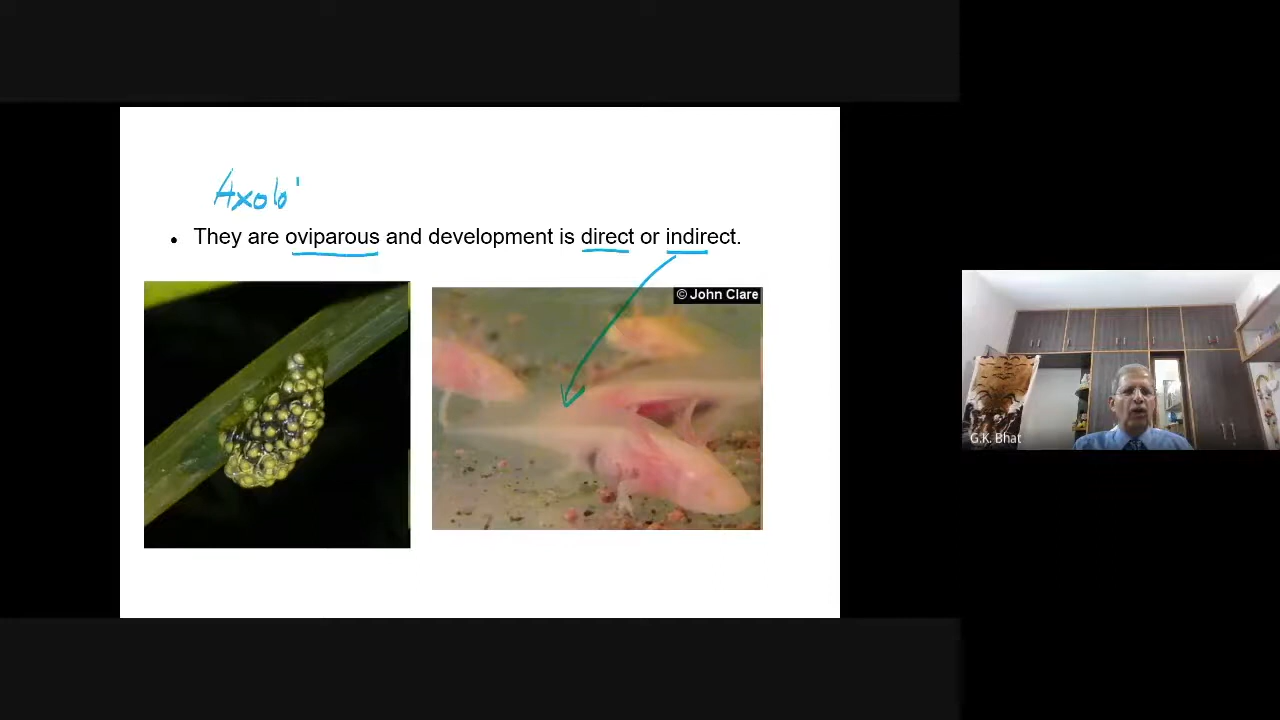 Axolo
• They are oviparous and development is direct or indirect.
© John Clare
G.K. Bhat